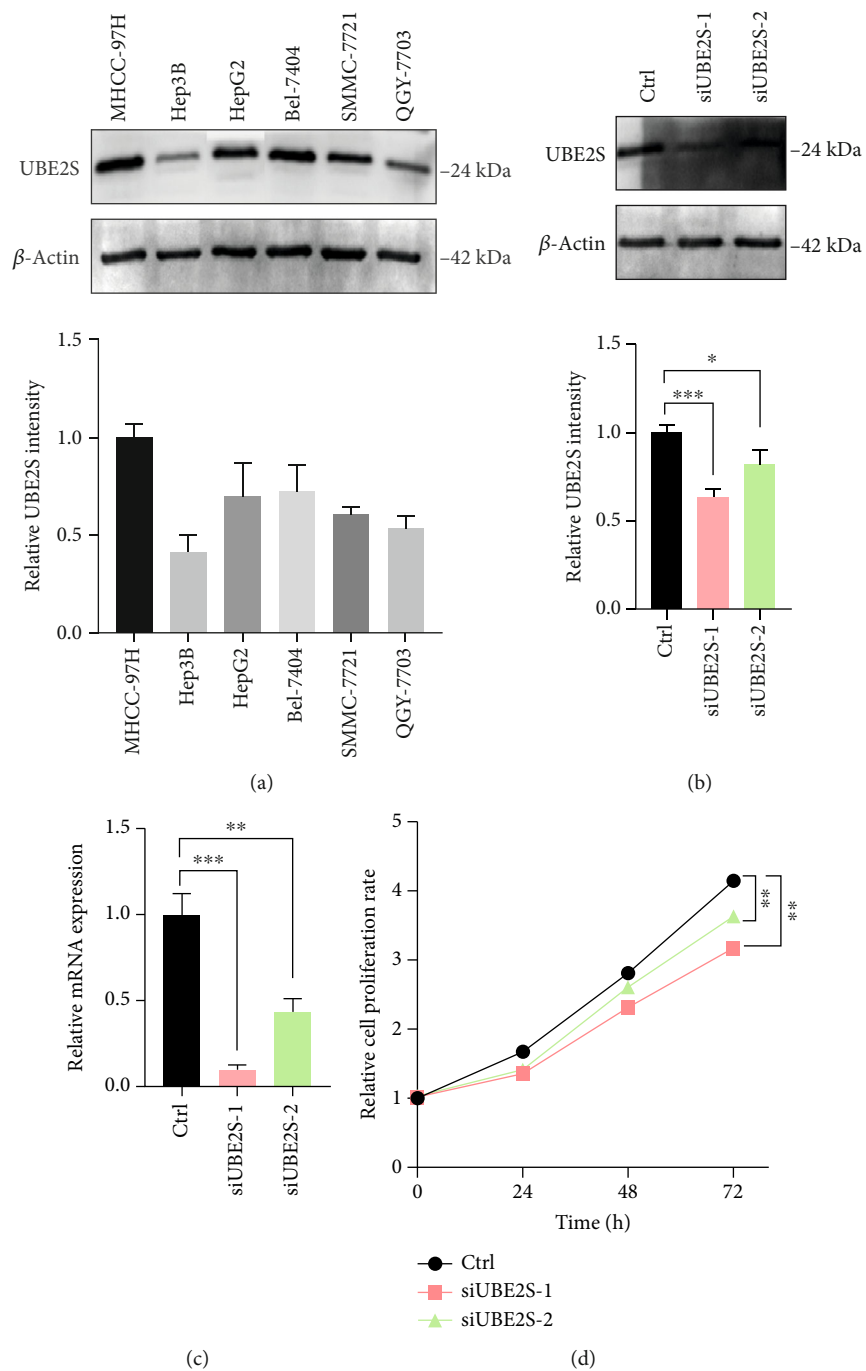 MHCC-97H
Hep3B
HepG2
Bel-7404
SMMC-7721
QGY-7703
UBE2S
–24 kDa
β-Actin
–42 kDa
Relative UBE2S intensity
1.5
1.0
0.5
0.0
MHCC-97H
Hep3B
HepG2
Bel-7404
SMMC-7721
QGY-7703
(a)
Ctrl
siUBE2S-1
siUBE2S-2
UBE2S
–24 kDa
β-Actin
–42 kDa
Relative UBE2S intensity
1.5
1.0
0.5
0.0
*
***
Ctrl
siUBE2S-1
siUBE2S-2
(b)
Relative mRNA expression
1.5
1.0
0.5
0.0
**
***
Ctrl
siUBE2S-1
siUBE2S-2
(c)
Relative cell proliferation rate
5
4
3
2
1
0
**
**
0 24 48 72
Time (h)
Ctrl
siUBE2S-1
siUBE2S-2
(d)